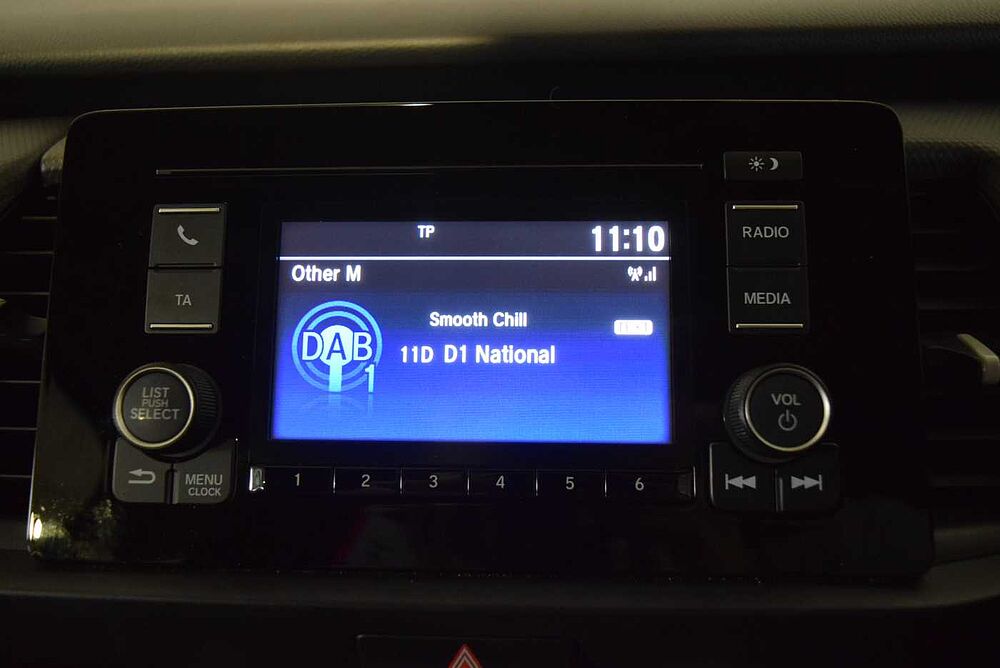 TP
11:10
Other M
DAB
1
Smooth Chill
11D D1 National
TA
RADIO
MEDIA
LIST
PUSH
SELECT
VOL
MENU
CLOCK
1 2 3 4 5 6